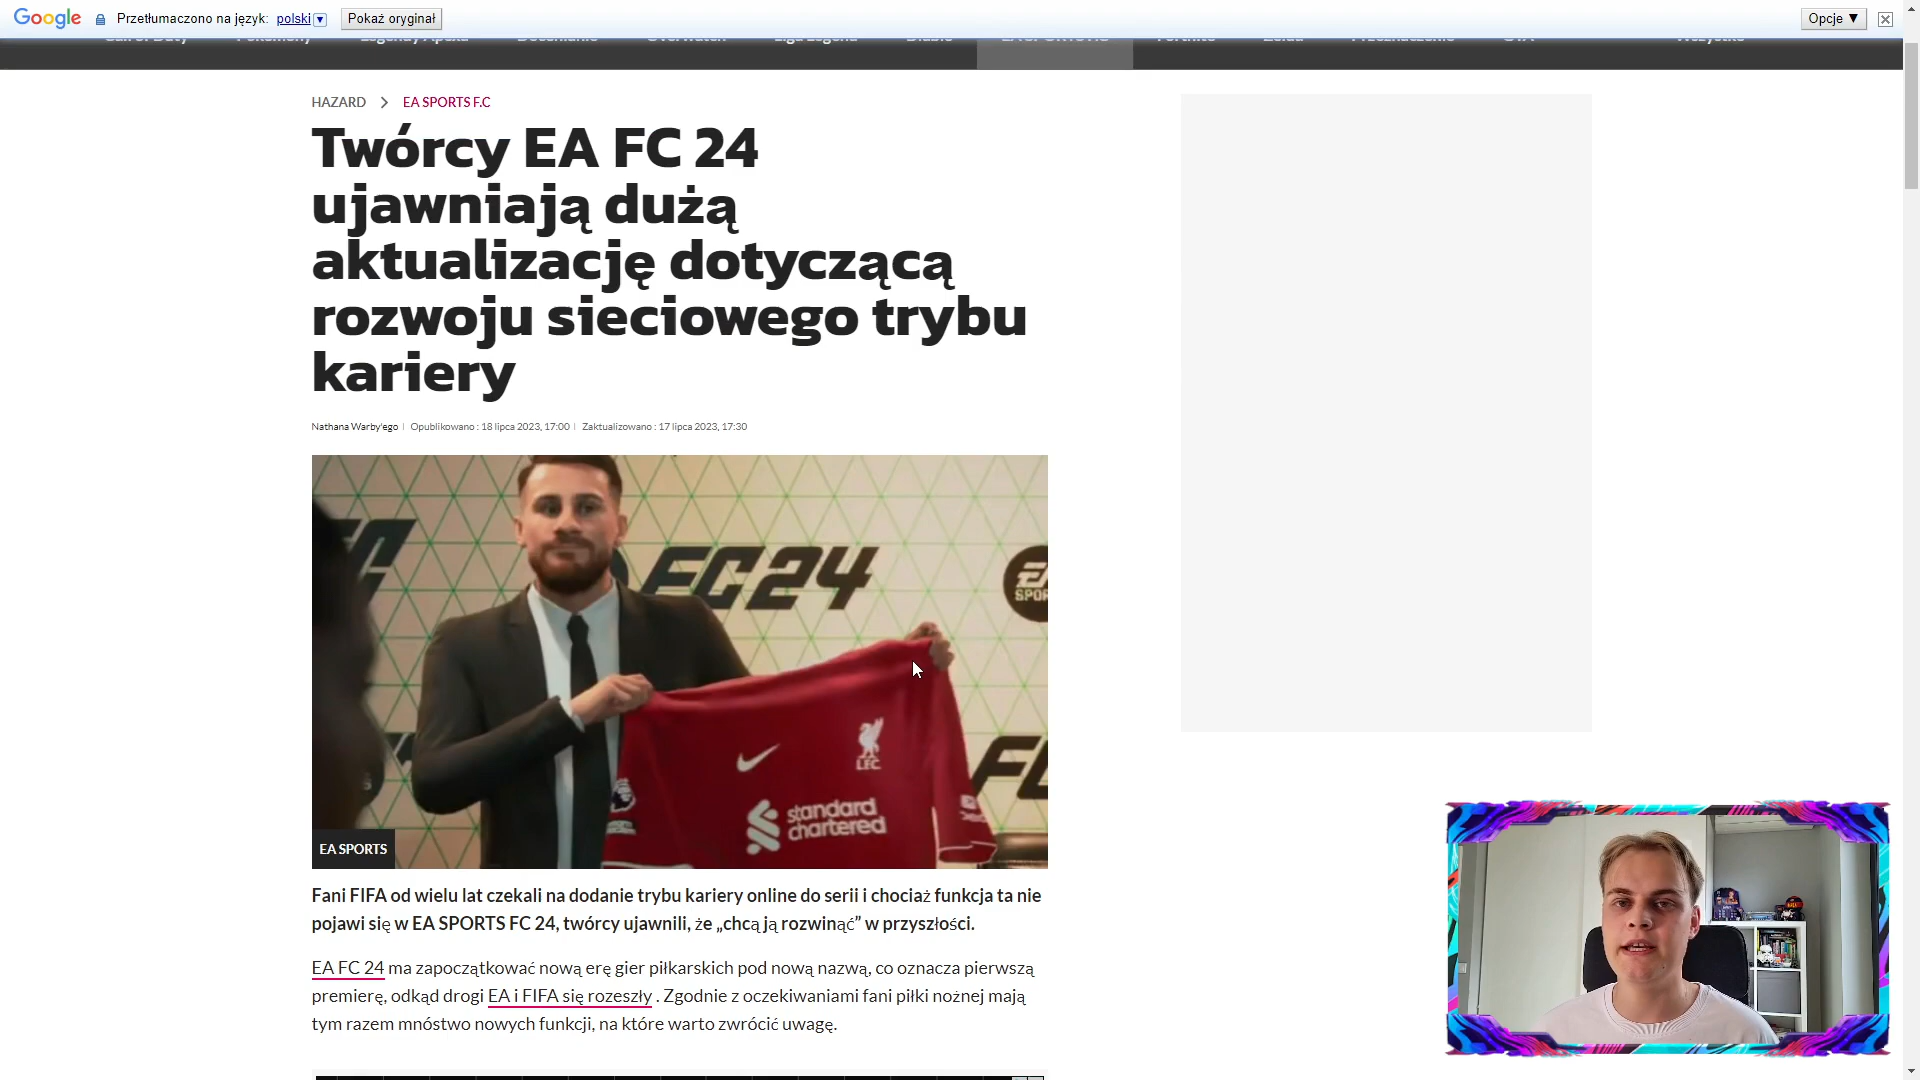 Google Przetłumaczono na język: polski Pokaż oryginał Opcje ▼
HAZARD EA SPORTS F.C
Twórcy EA FC 24
ujawniają dużą
aktualizację dotyczącą
rozwoju sieciowego trybu
kariery
Nathana Warby'ego | Opublikowano : 18 lipca 2023, 17:00 | Zaktualizowano : 17 lipca 2023, 17:30
FC24
EA
SPOR
LFC
standard
chartered
EA SPORTS
Fani FIFA od wielu lat czekali na dodanie trybu kariery online do serii i chociaż funkcja ta nie
pojawi się w EA SPORTS FC 24, twórcy ujawnili, że „chcą ją rozwinąć” w przyszłości.
EA FC 24 ma zapoczątkować nową erę gier piłkarskich pod nową nazwą, co oznacza pierwszą
premierę, odkąd drogi EA i FIFA się rozeszły . Zgodnie z oczekiwaniami fani piłki nożnej mają
tym razem mnóstwo nowych funkcji, na które warto zwrócić uwagę.